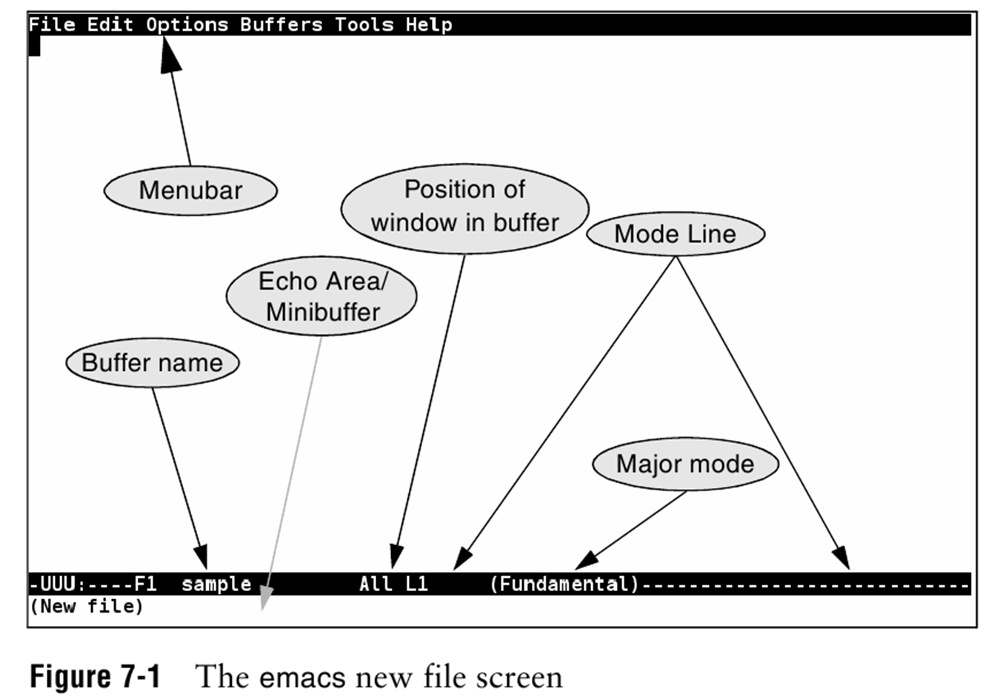 File Edit Options Buffers Tools Help
Menubar
Position of
window in buffer
Mode Line
Echo Area/
Minibuffer
Buffer name
Major mode
-UUU:----F1  sample         All L1     (Fundamental)----------------------------
(New file)
Figure 7-1 The emacs new file screen